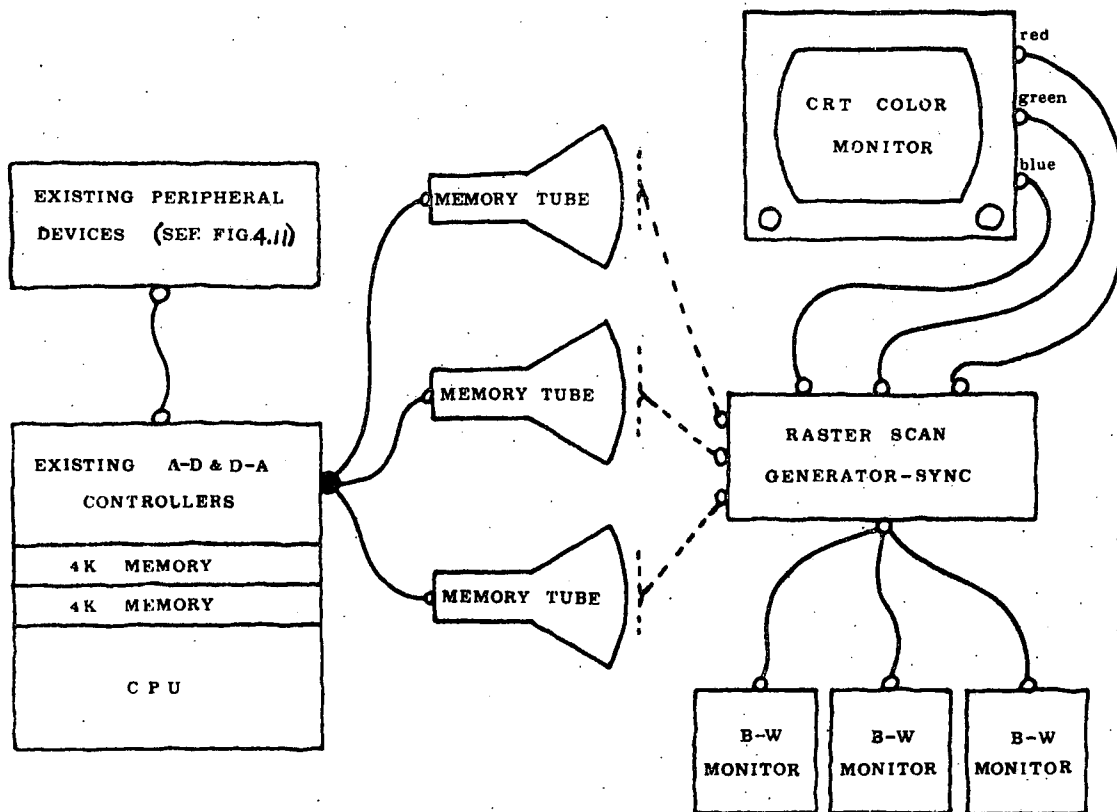 EXISTING PERIPHERAL
DEVICES (SEE FIG.4.11)
EXISTING A-D & D-A
CONTROLLERS
4K MEMORY
4K MEMORY
CPU
MEMORY TUBE
MEMORY TUBE
MEMORY TUBE
CRT COLOR
MONITOR
red
green
blue
RASTER SCAN
GENERATOR-SYNC
B-W
MONITOR
B-W
MONITOR
B-W
MONITOR